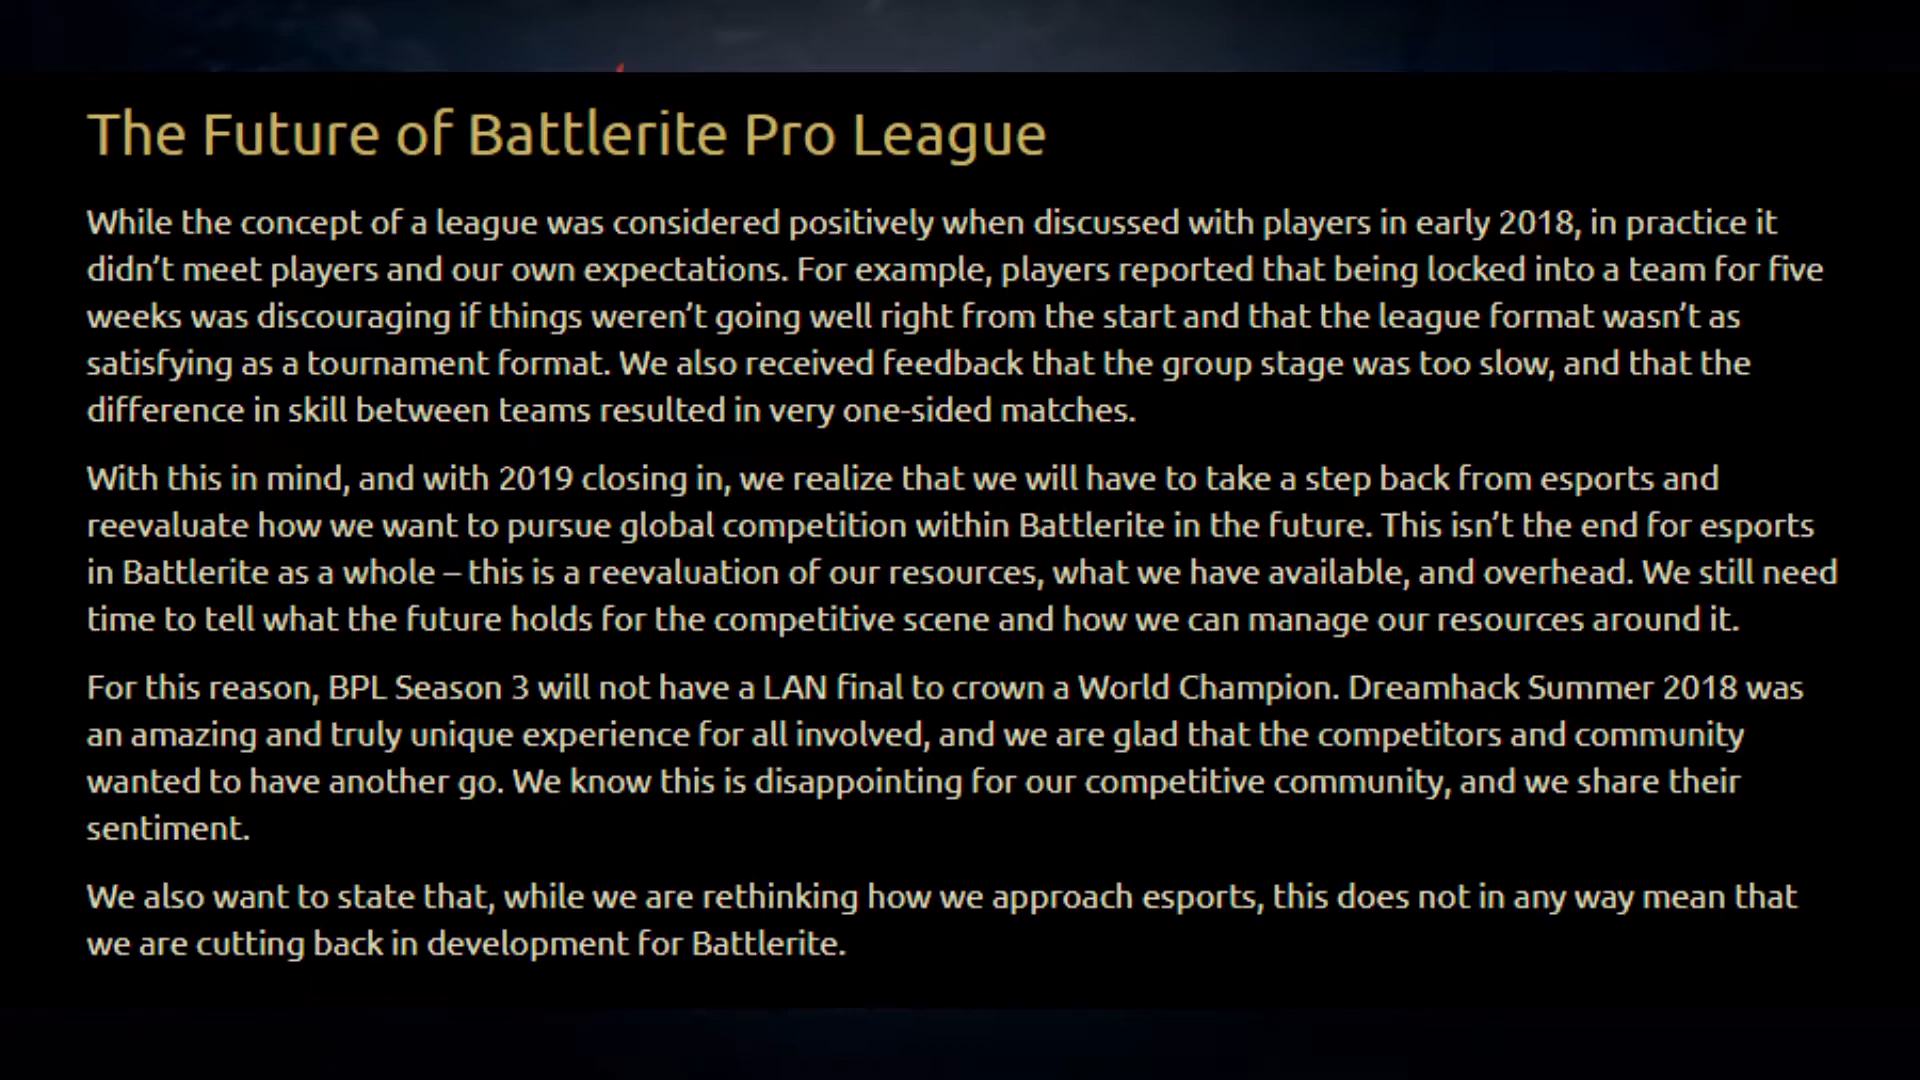 The Future of Battlerite Pro League
While the concept of a league was considered positively when discussed with players in early 2018, in practice it
didn’t meet players and our own expectations. For example, players reported that being locked into a team for five
weeks was discouraging if things weren’t going well right from the start and that the league format wasn’t as
satisfying as a tournament format. We also received feedback that the group stage was too slow, and that the
difference in skill between teams resulted in very one-sided matches.
With this in mind, and with 2019 closing in, we realize that we will have to take a step back from esports and
reevaluate how we want to pursue global competition within Battlerite in the future. This isn’t the end for esports
in Battlerite as a whole – this is a reevaluation of our resources, what we have available, and overhead. We still need
time to tell what the future holds for the competitive scene and how we can manage our resources around it.
For this reason, BPL Season 3 will not have a LAN final to crown a World Champion. Dreamhack Summer 2018 was
an amazing and truly unique experience for all involved, and we are glad that the competitors and community
wanted to have another go. We know this is disappointing for our competitive community, and we share their
sentiment.
We also want to state that, while we are rethinking how we approach esports, this does not in any way mean that
we are cutting back in development for Battlerite.